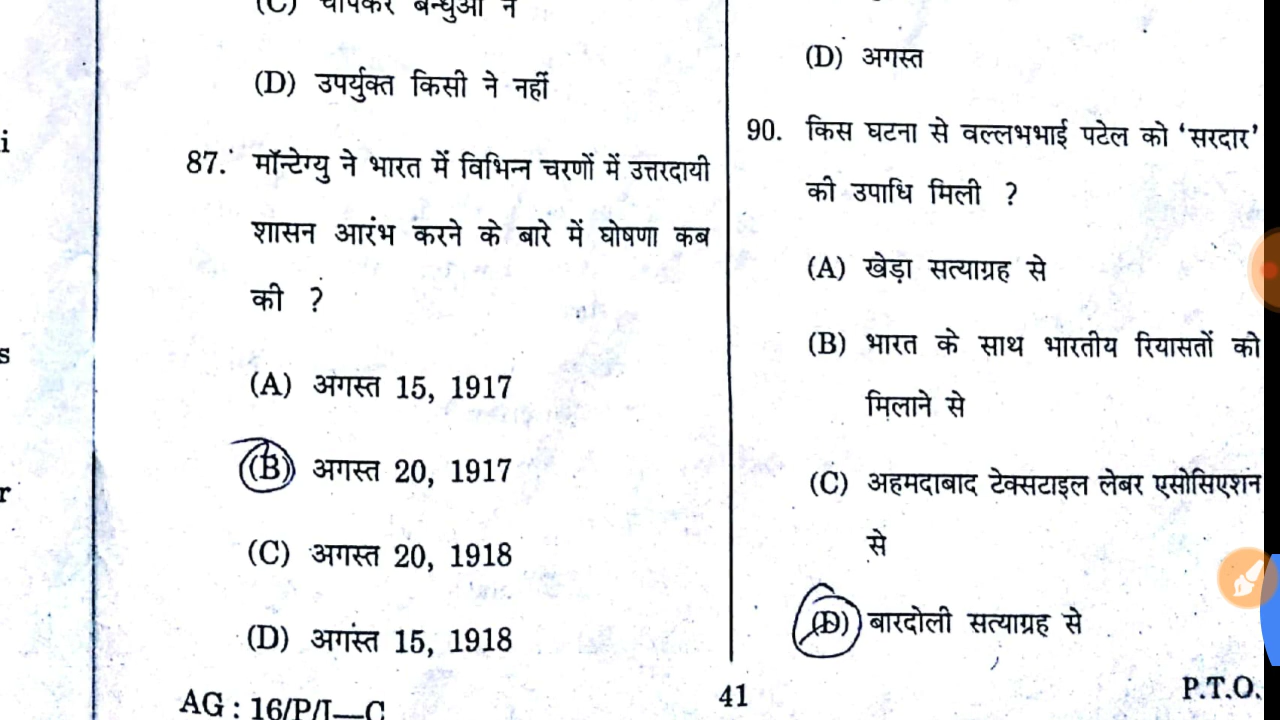 (C) चापेकर बन्धुओं ने
(D) उपर्युक्त किसी ने नहीं
87. मॉन्टेग्यु ने भारत में विभिन्न चरणों में उत्तरदायी
शासन आरंभ करने के बारे में घोषणा कब
की ?
(A) अगस्त 15, 1917
(B) अगस्त 20, 1917
(C) अगस्त 20, 1918
(D) अगस्त 15, 1918
AG : 16/P/I—C
i
s
r
(D) अगस्त
90. किस घटना से वल्लभभाई पटेल को ‘सरदार’
की उपाधि मिली ?
(A) खेड़ा सत्याग्रह से
(B) भारत के साथ भारतीय रियासतों को
मिलाने से
(C) अहमदाबाद टेक्सटाइल लेबर एसोसिएशन
से
(D) बारदोली सत्याग्रह से
41
P.T.O.